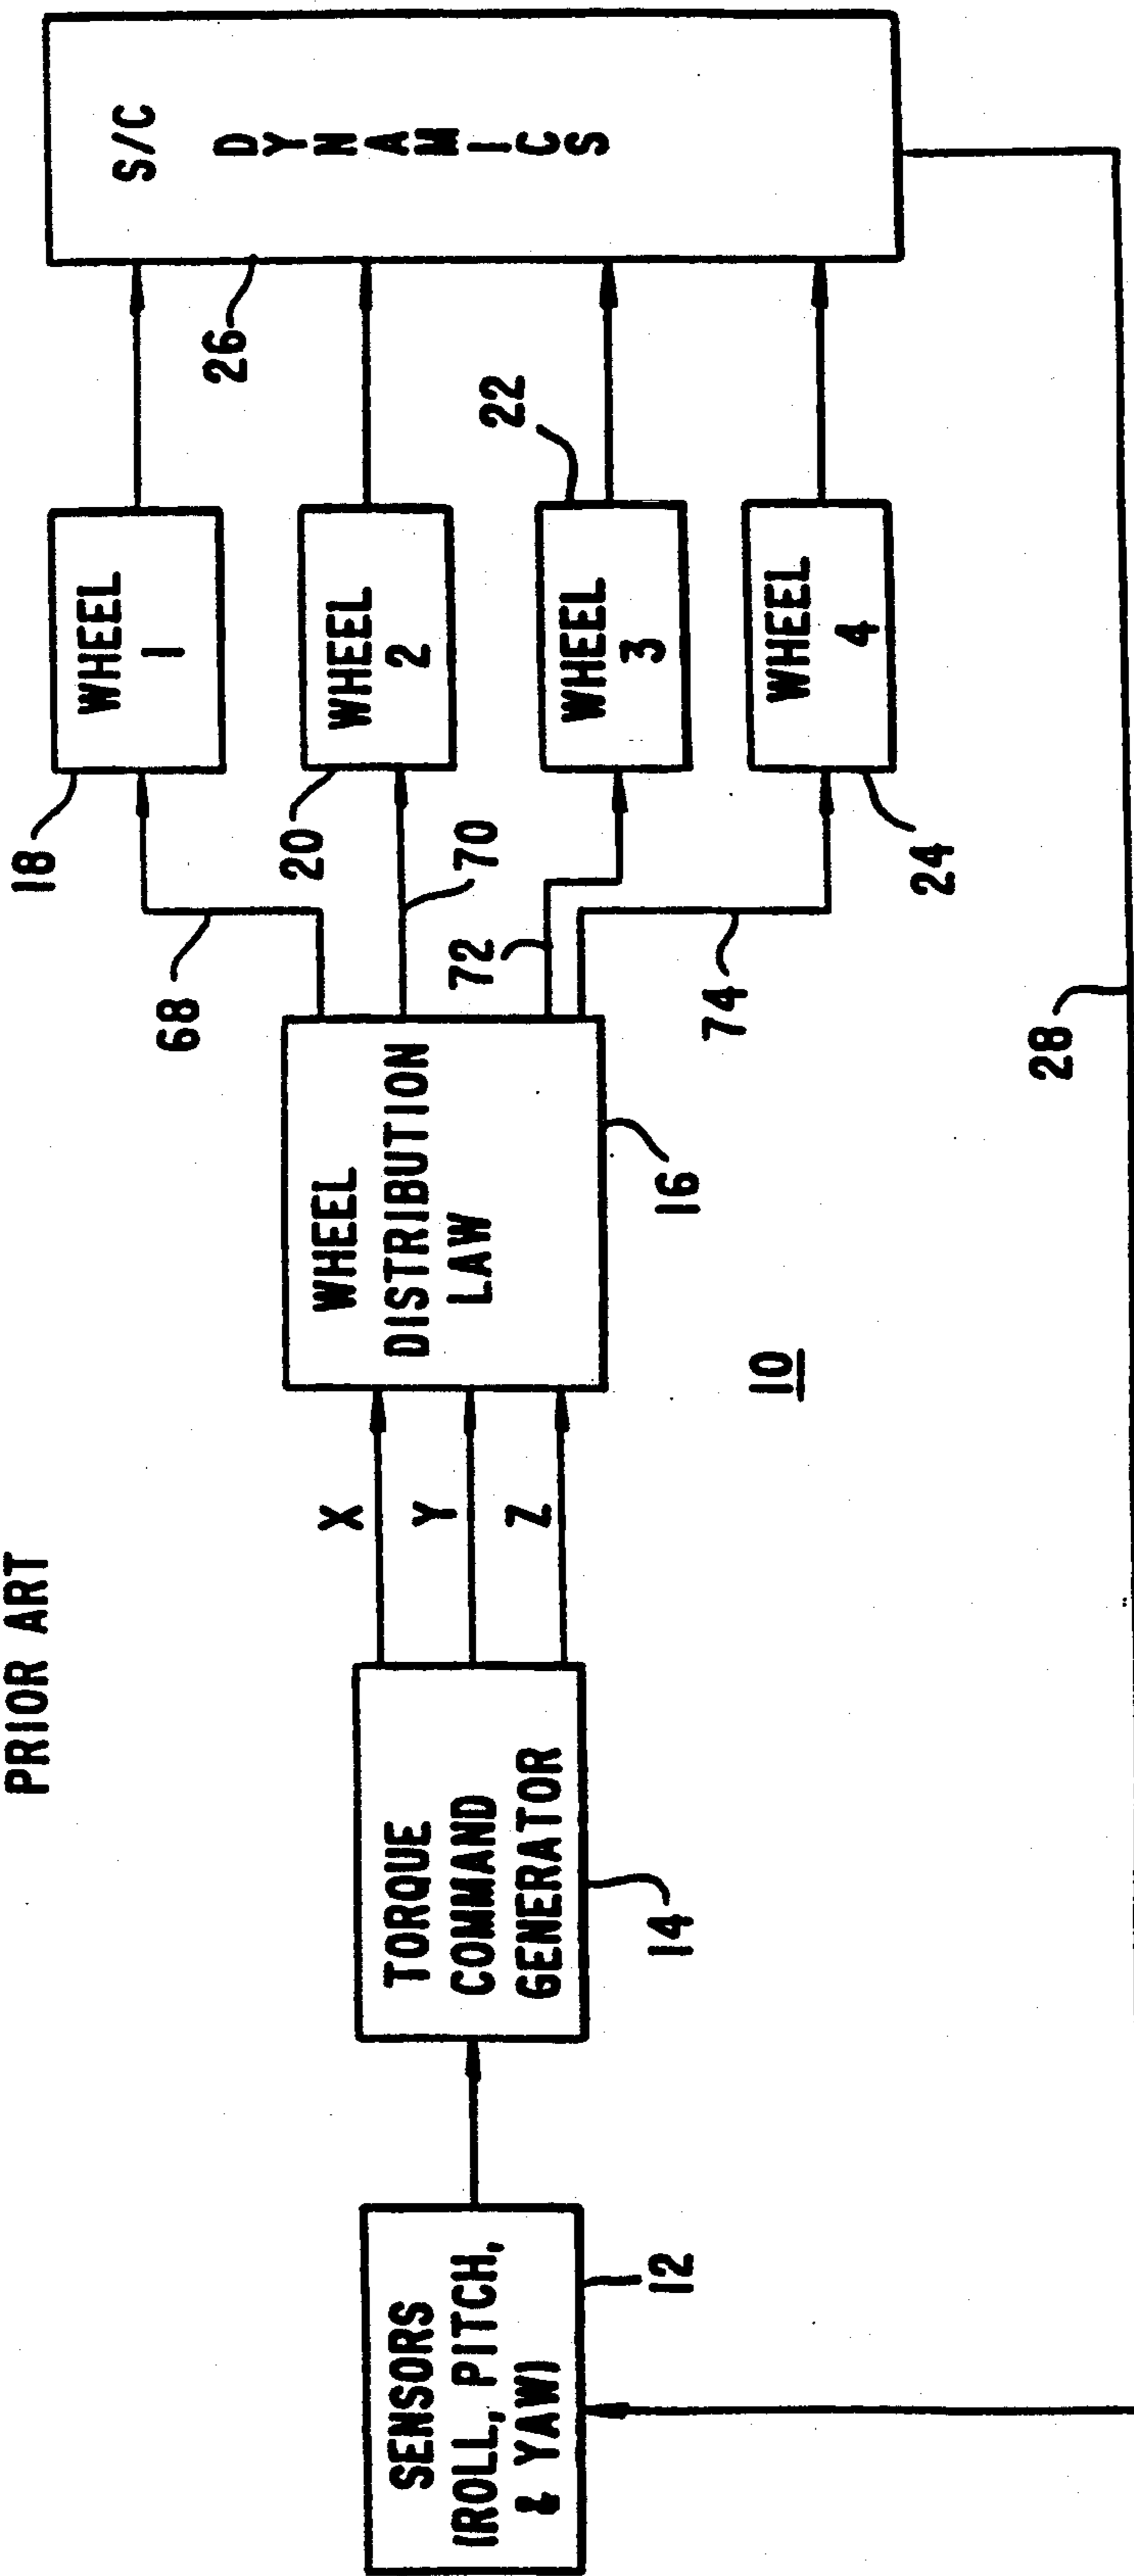 PRIOR ART
SENSORS
(ROLL, PITCH,
& YAW)
12
TORQUE
COMMAND
GENERATOR
14
X
Y
Z
WHEEL
DISTRIBUTION
LAW
16
10
68
70
72
74
18
WHEEL
1
20
WHEEL
2
22
WHEEL
3
24
WHEEL
4
26
S/C
DYNAMICS
28